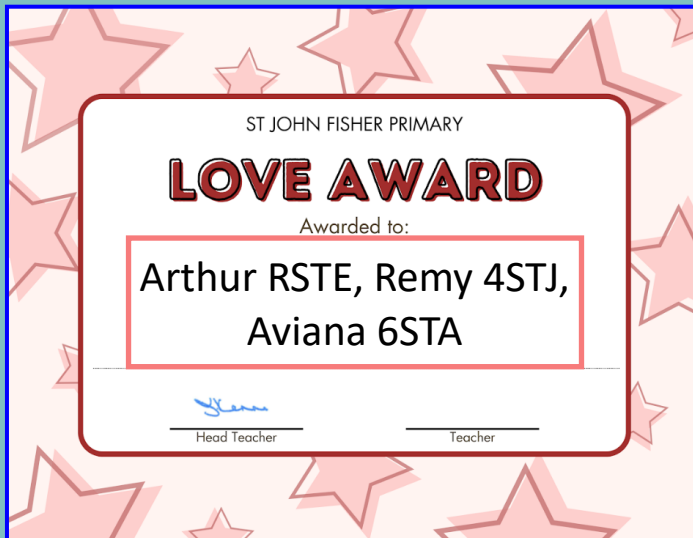 ST JOHN FISHER PRIMARY
LOVE AWARD
Awarded to:
Arthur RSTE, Remy 4STJ,
Aviana 6STA
Head Teacher
Teacher